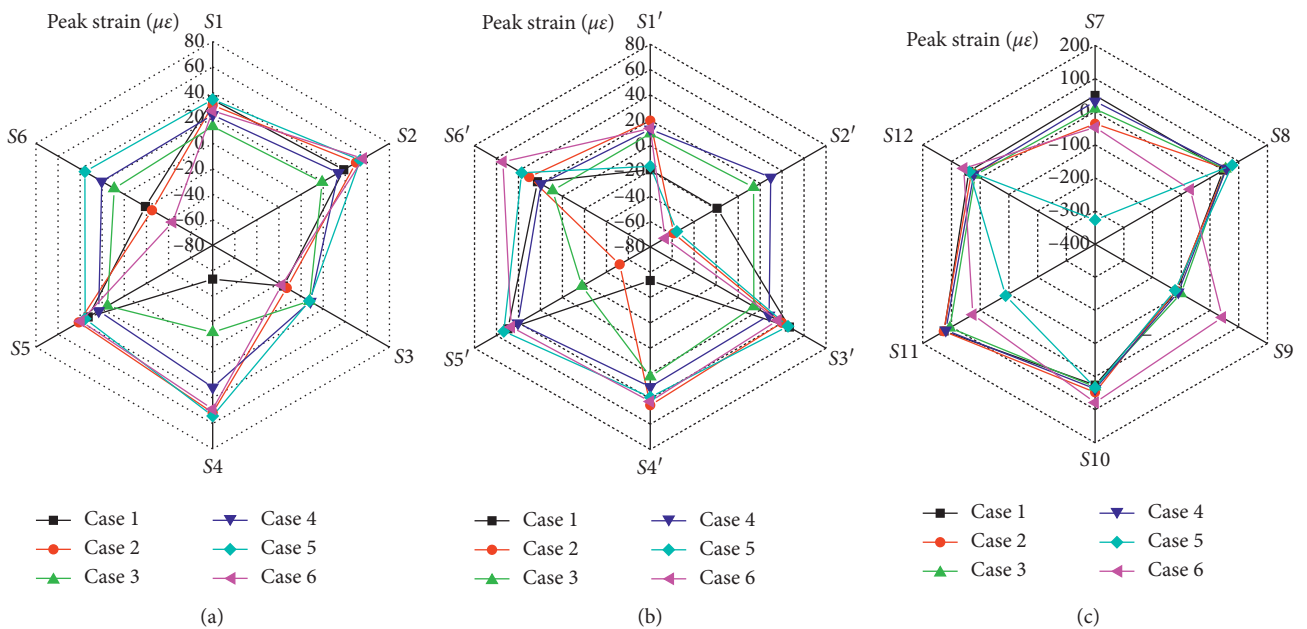 Peak strain (με)
S1
80
60
40
20
0
−20
−40
−60
−80
S2
S3
S4
S5
S6
Case 1
Case 2
Case 3
Case 4
Case 5
Case 6
(a)
Peak strain (με)
S1′
80
60
40
20
0
−20
−40
−60
−80
S2′
S3′
S4′
S5′
S6′
Case 1
Case 2
Case 3
Case 4
Case 5
Case 6
(b)
Peak strain (με)
S7
200
100
0
−100
−200
−300
−400
S8
S9
S10
S11
S12
Case 1
Case 2
Case 3
Case 4
Case 5
Case 6
(c)